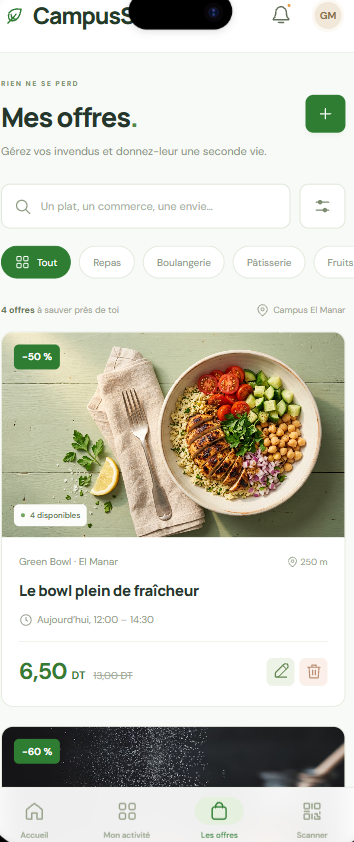 CampusS
GM
RIEN NE SE PERD
Mes offres.
Gérez vos invendus et donnez-leur une seconde vie.
Un plat, un commerce, une envie...
Tout
Repas
Boulangerie
Pâtisserie
Fruits
4 offres à sauver près de toi
Campus El Manar
-50 %
4 disponibles
Green Bowl · El Manar
250 m
Le bowl plein de fraîcheur
Aujourd'hui, 12:00 – 14:30
6,50 DT 13,00 DT
-60 %
Accueil
Mon activité
Les offres
Scanner